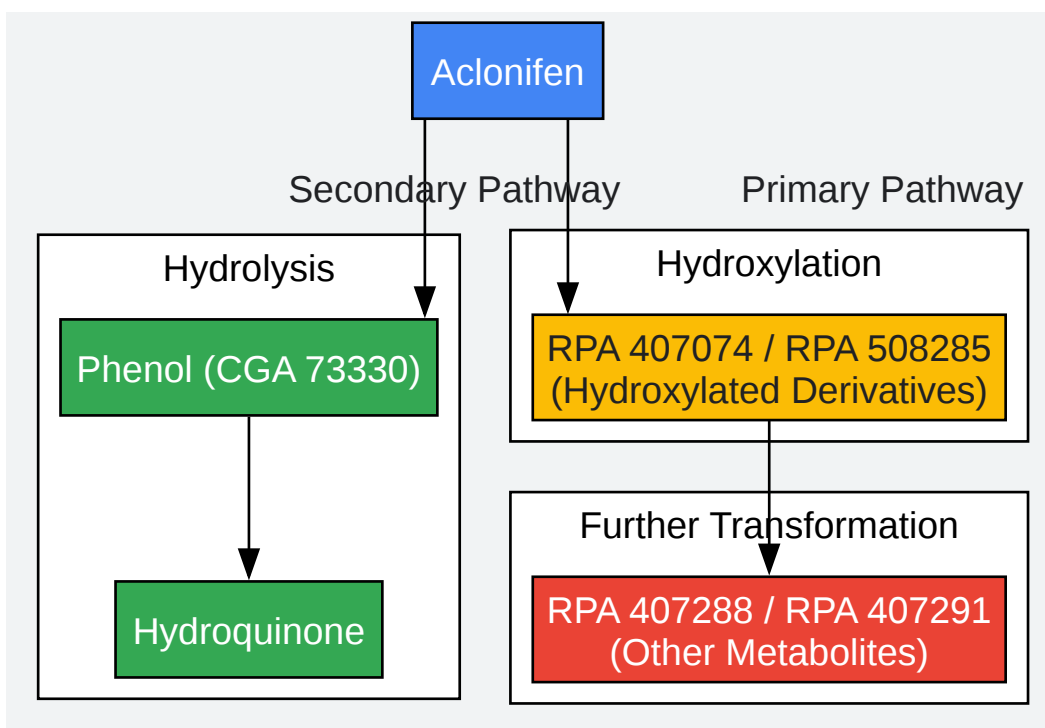 Aclonifen
Secondary Pathway
Primary Pathway
Hydrolysis
Phenol (CGA 73330)
Hydroquinone
Hydroxylation
RPA 407074 / RPA 508285
(Hydroxylated Derivatives)
Further Transformation
RPA 407288 / RPA 407291
(Other Metabolites)